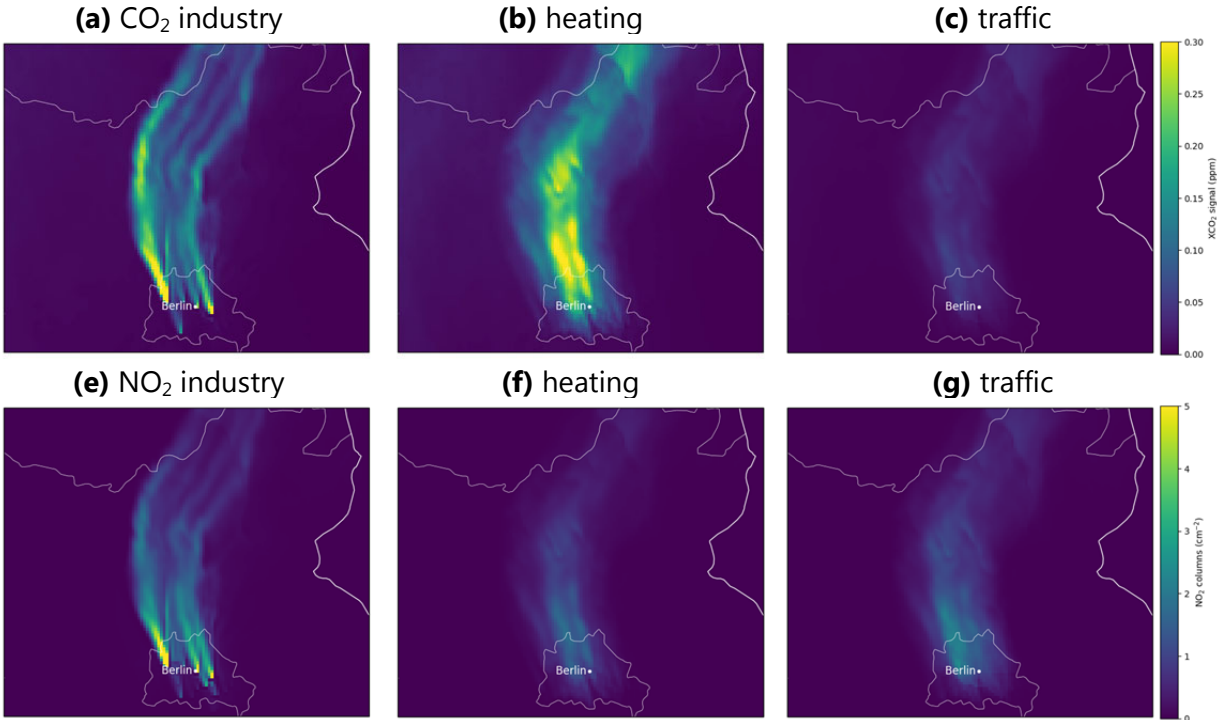 (a) CO₂ industry
(b) heating
(c) traffic
Berlin
Berlin
Berlin
0.30
0.25
0.20
0.15
0.10
0.05
0.00
XCO₂ signal (ppm)
(e) NO₂ industry
(f) heating
(g) traffic
Berlin
Berlin
Berlin
5
4
3
2
1
0
NO₂ columns (cm⁻²)